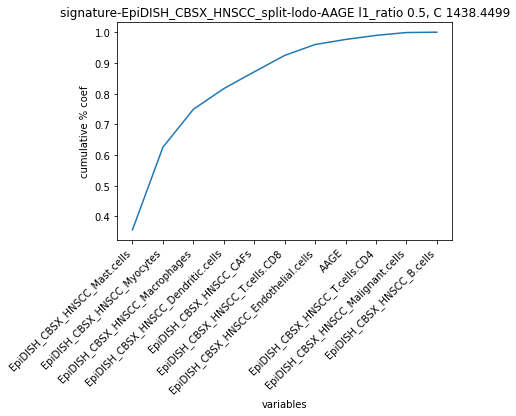 signature-EpiDISH_CBSX_HNSCC_split-lodo-AAGE l1_ratio 0.5, C 1438.4499
cumulative % coef
1.0
0.9
0.8
0.7
0.6
0.5
0.4
EpiDISH_CBSX_HNSCC_Mast.cells
EpiDISH_CBSX_HNSCC_Myocytes
EpiDISH_CBSX_HNSCC_Macrophages
EpiDISH_CBSX_HNSCC_Dendritic.cells
EpiDISH_CBSX_HNSCC_CAFs
EpiDISH_CBSX_HNSCC_T.cells.CD8
EpiDISH_CBSX_HNSCC_Endothelial.cells
AAGE
EpiDISH_CBSX_HNSCC_T.cells.CD4
EpiDISH_CBSX_HNSCC_Malignant.cells
EpiDISH_CBSX_HNSCC_B.cells
variables